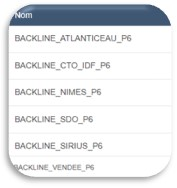 Nom
BACKLINE_ATLANTICEAU_P6
BACKLINE_CTO_IDF_P6
BACKLINE_NIMES_P6
BACKLINE_SDO_P6
BACKLINE_SIRIUS_P6
BACKLINE_VENDEE_P6